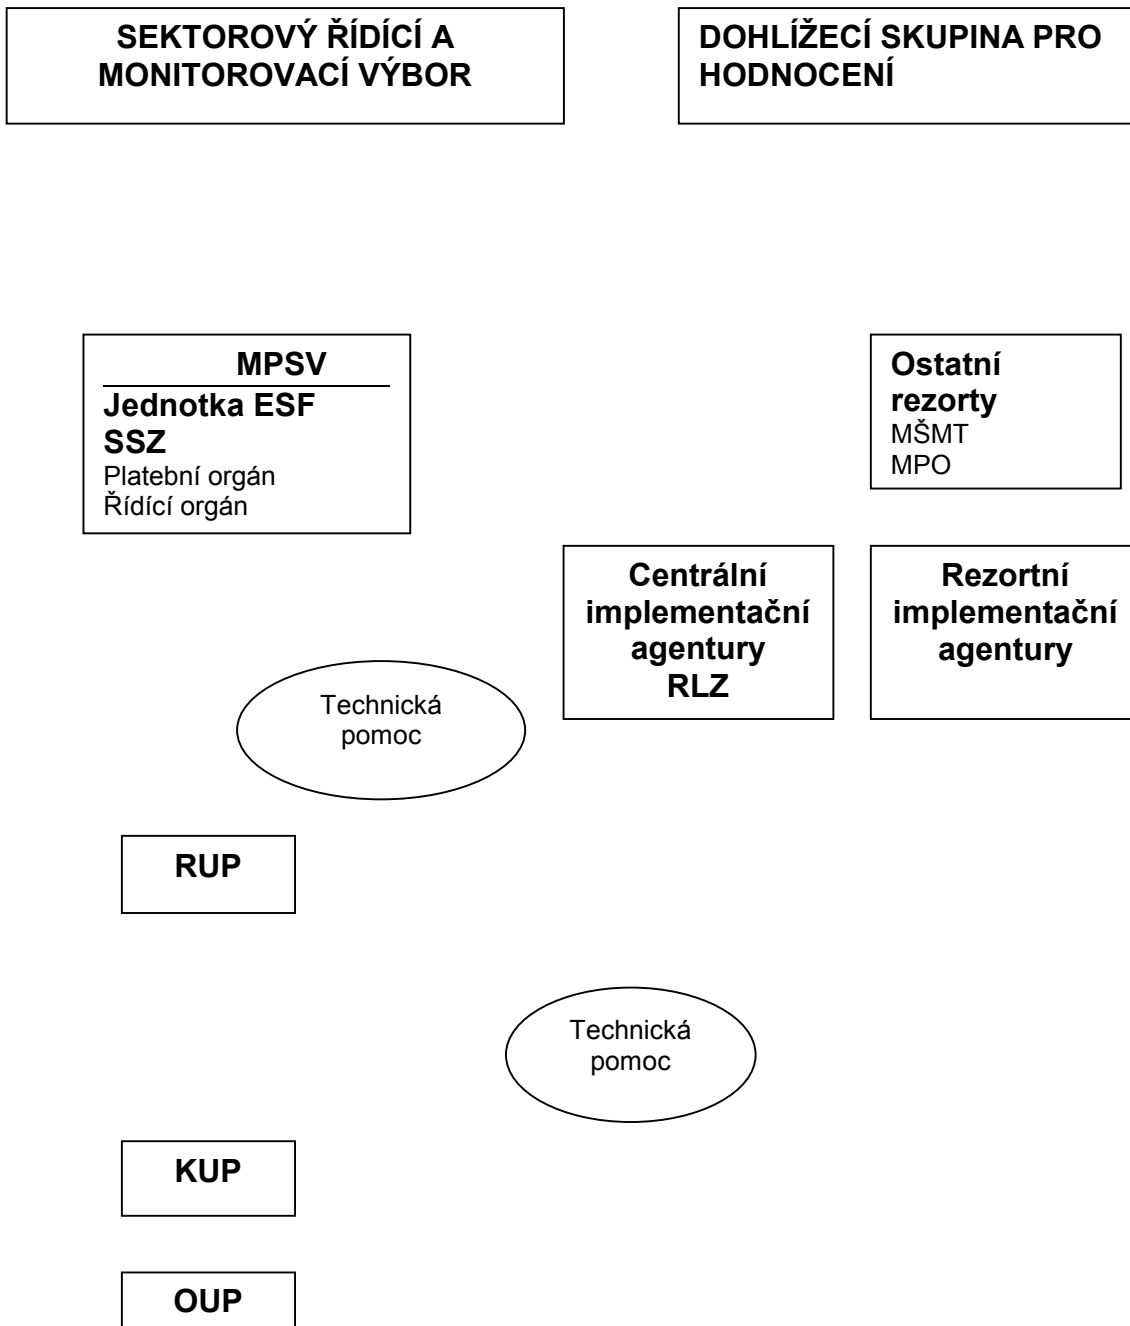 SEKTOROVÝ ŘÍDÍCÍ A
MONITOROVACÍ VÝBOR
DOHLÍŽECÍ SKUPINA PRO
HODNOCENÍ
MPSV
Jednotka ESF
SSZ
Platební orgán
Řídící orgán
Ostatní
rezorty
MŠMT
MPO
Centrální
implementační
agentury
RLZ
Rezortní
implementační
agentury
Technická
pomoc
RUP
Technická
pomoc
KUP
OUP